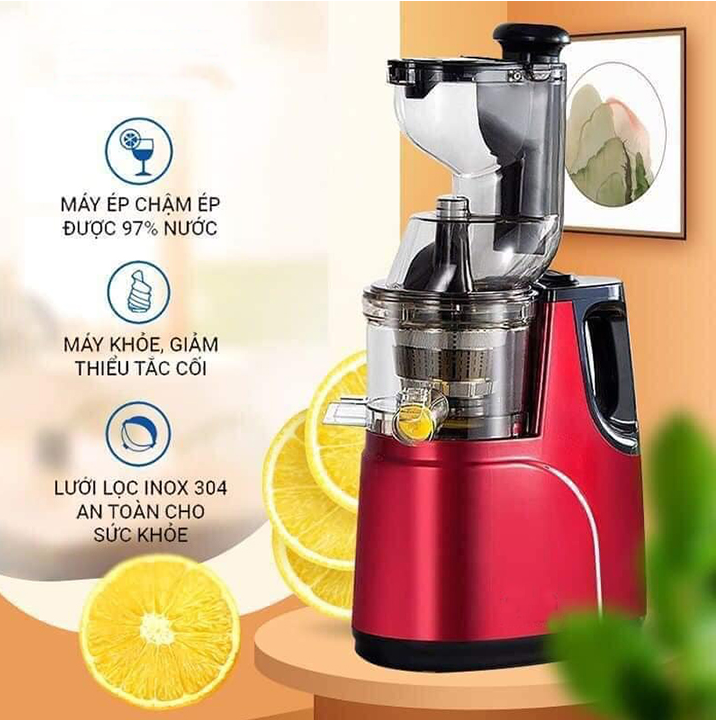 MÁY ÉP CHẬM ÉP
ĐƯỢC 97% NƯỚC
MÁY KHỎE, GIẢM
THIỂU TẮC CỐI
LƯỚI LỌC INOX 304
AN TOÀN CHO
SỨC KHỎE